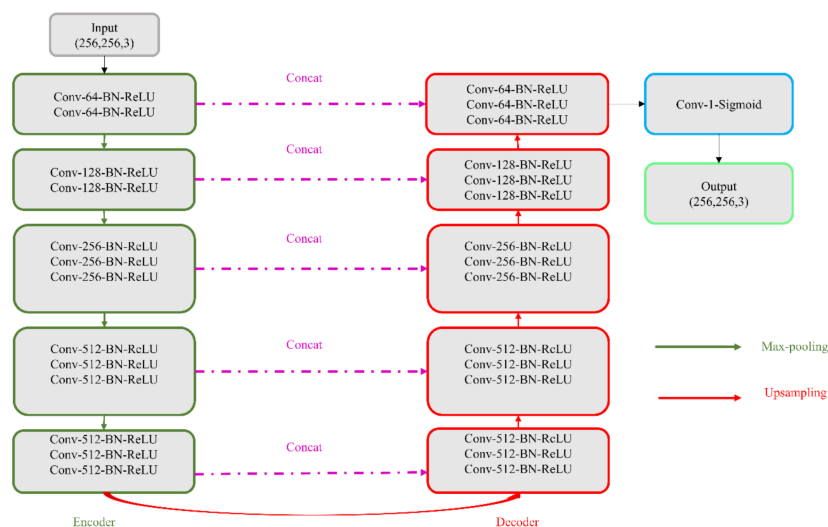 Input
(256,256,3)
Conv-64-BN-ReLU
Conv-64-BN-ReLU
Concat
Conv-64-BN-ReLU
Conv-64-BN-ReLU
Conv-64-BN-ReLU
Conv-1-Sigmoid
Conv-128-BN-ReLU
Conv-128-BN-ReLU
Concat
Conv-128-BN-ReLU
Conv-128-BN-ReLU
Conv-128-BN-ReLU
Output
(256,256,3)
Conv-256-BN-ReLU
Conv-256-BN-ReLU
Conv-256-BN-ReLU
Concat
Conv-256-BN-ReLU
Conv-256-BN-ReLU
Conv-256-BN-ReLU
Conv-512-BN-ReLU
Conv-512-BN-ReLU
Conv-512-BN-ReLU
Concat
Conv-512-BN-ReLU
Conv-512-BN-ReLU
Conv-512-BN-ReLU
Max-pooling
Upsampling
Conv-512-BN-ReLU
Conv-512-BN-ReLU
Conv-512-BN-ReLU
Concat
Conv-512-BN-ReLU
Conv-512-BN-ReLU
Conv-512-BN-ReLU
Encoder
Decoder